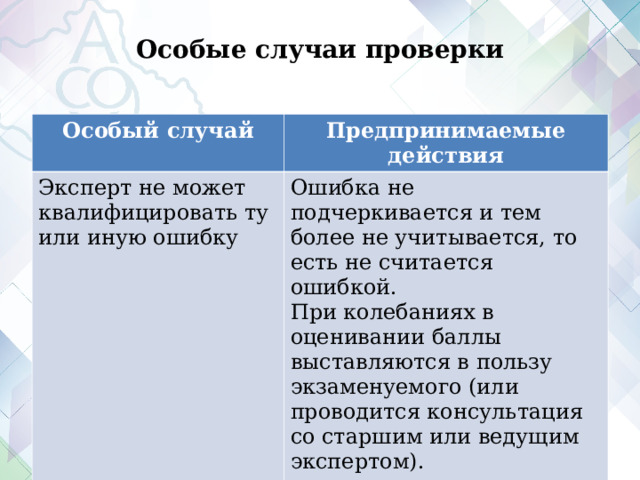 АСОУ
Особые случаи проверки
Особый случай
Предпринимаемые
действия
Эксперт не может
квалифицировать ту
или иную ошибку
Ошибка не
подчеркивается и тем
более не учитывается, то
есть не считается
ошибкой.
При колебаниях в
оценивании баллы
выставляются в пользу
экзаменуемого (или
проводится консультация
со старшим или ведущим
экспертом).